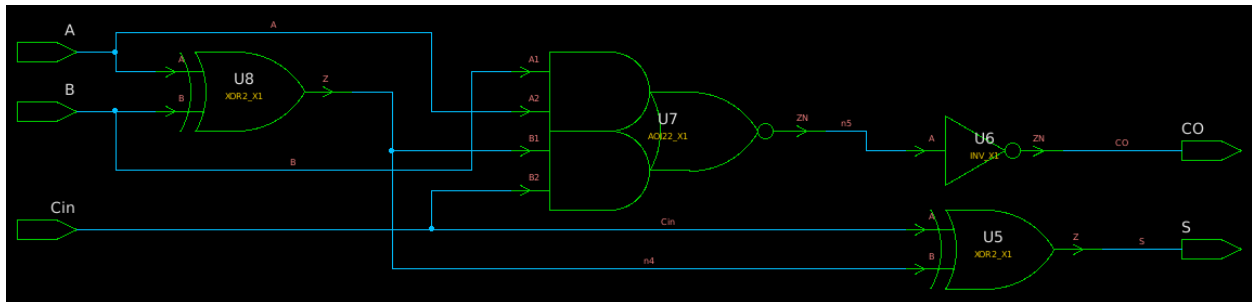 A
A
A
U8
XOR2_X1
Z
B
B
B
A1
A2
B1
B2
U7
AOI22_X1
ZN
n5
A
U6
INV_X1
ZN
CO
CO
Cin
Cin
n4
A
B
U5
XOR2_X1
Z
S
S